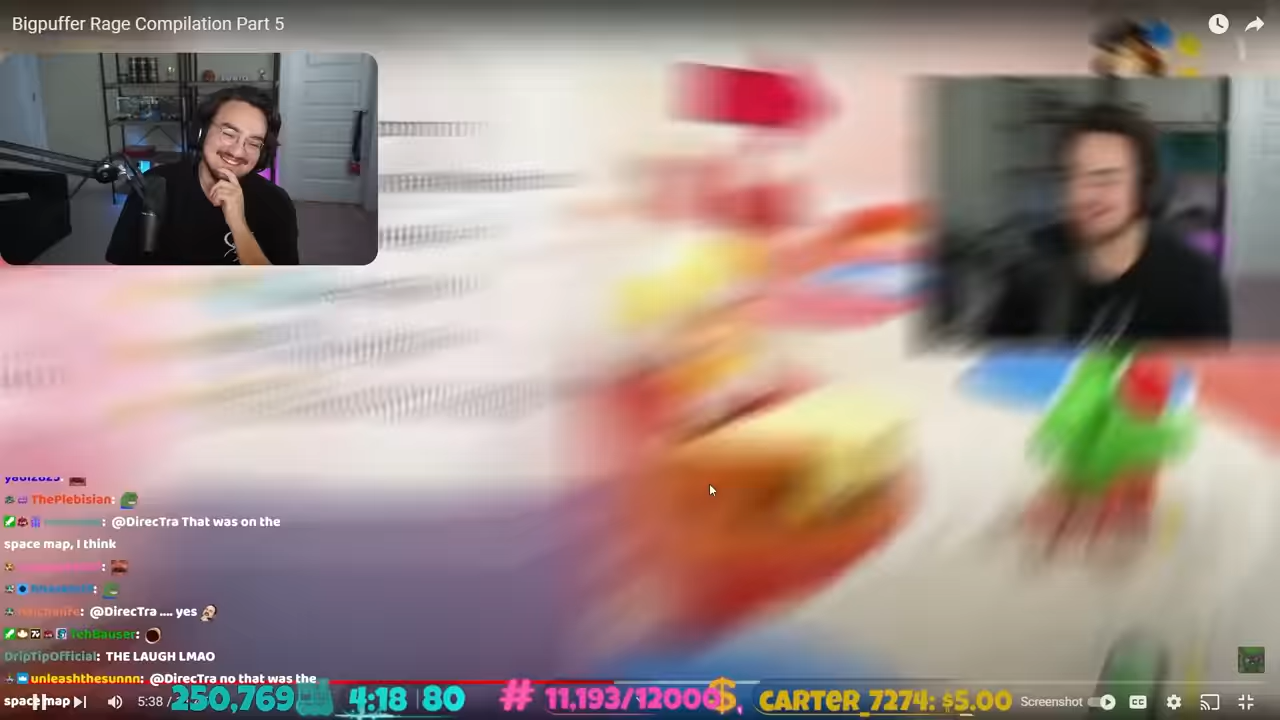 Bigpuffer Rage Compilation Part 5
ThePlebisian:
: @DirecTra That was on the
space map, I think
:
:
: @DirecTra .... yes
TehBauser:
DripTipOfficial: THE LAUGH LMAO
unleashthesunnn: @DirecTra no that was the
space map
5:38 /
250,769
4:18 | 80
# 11,193/12000
$ CARTER_7274: $5.00
Screenshot
CC